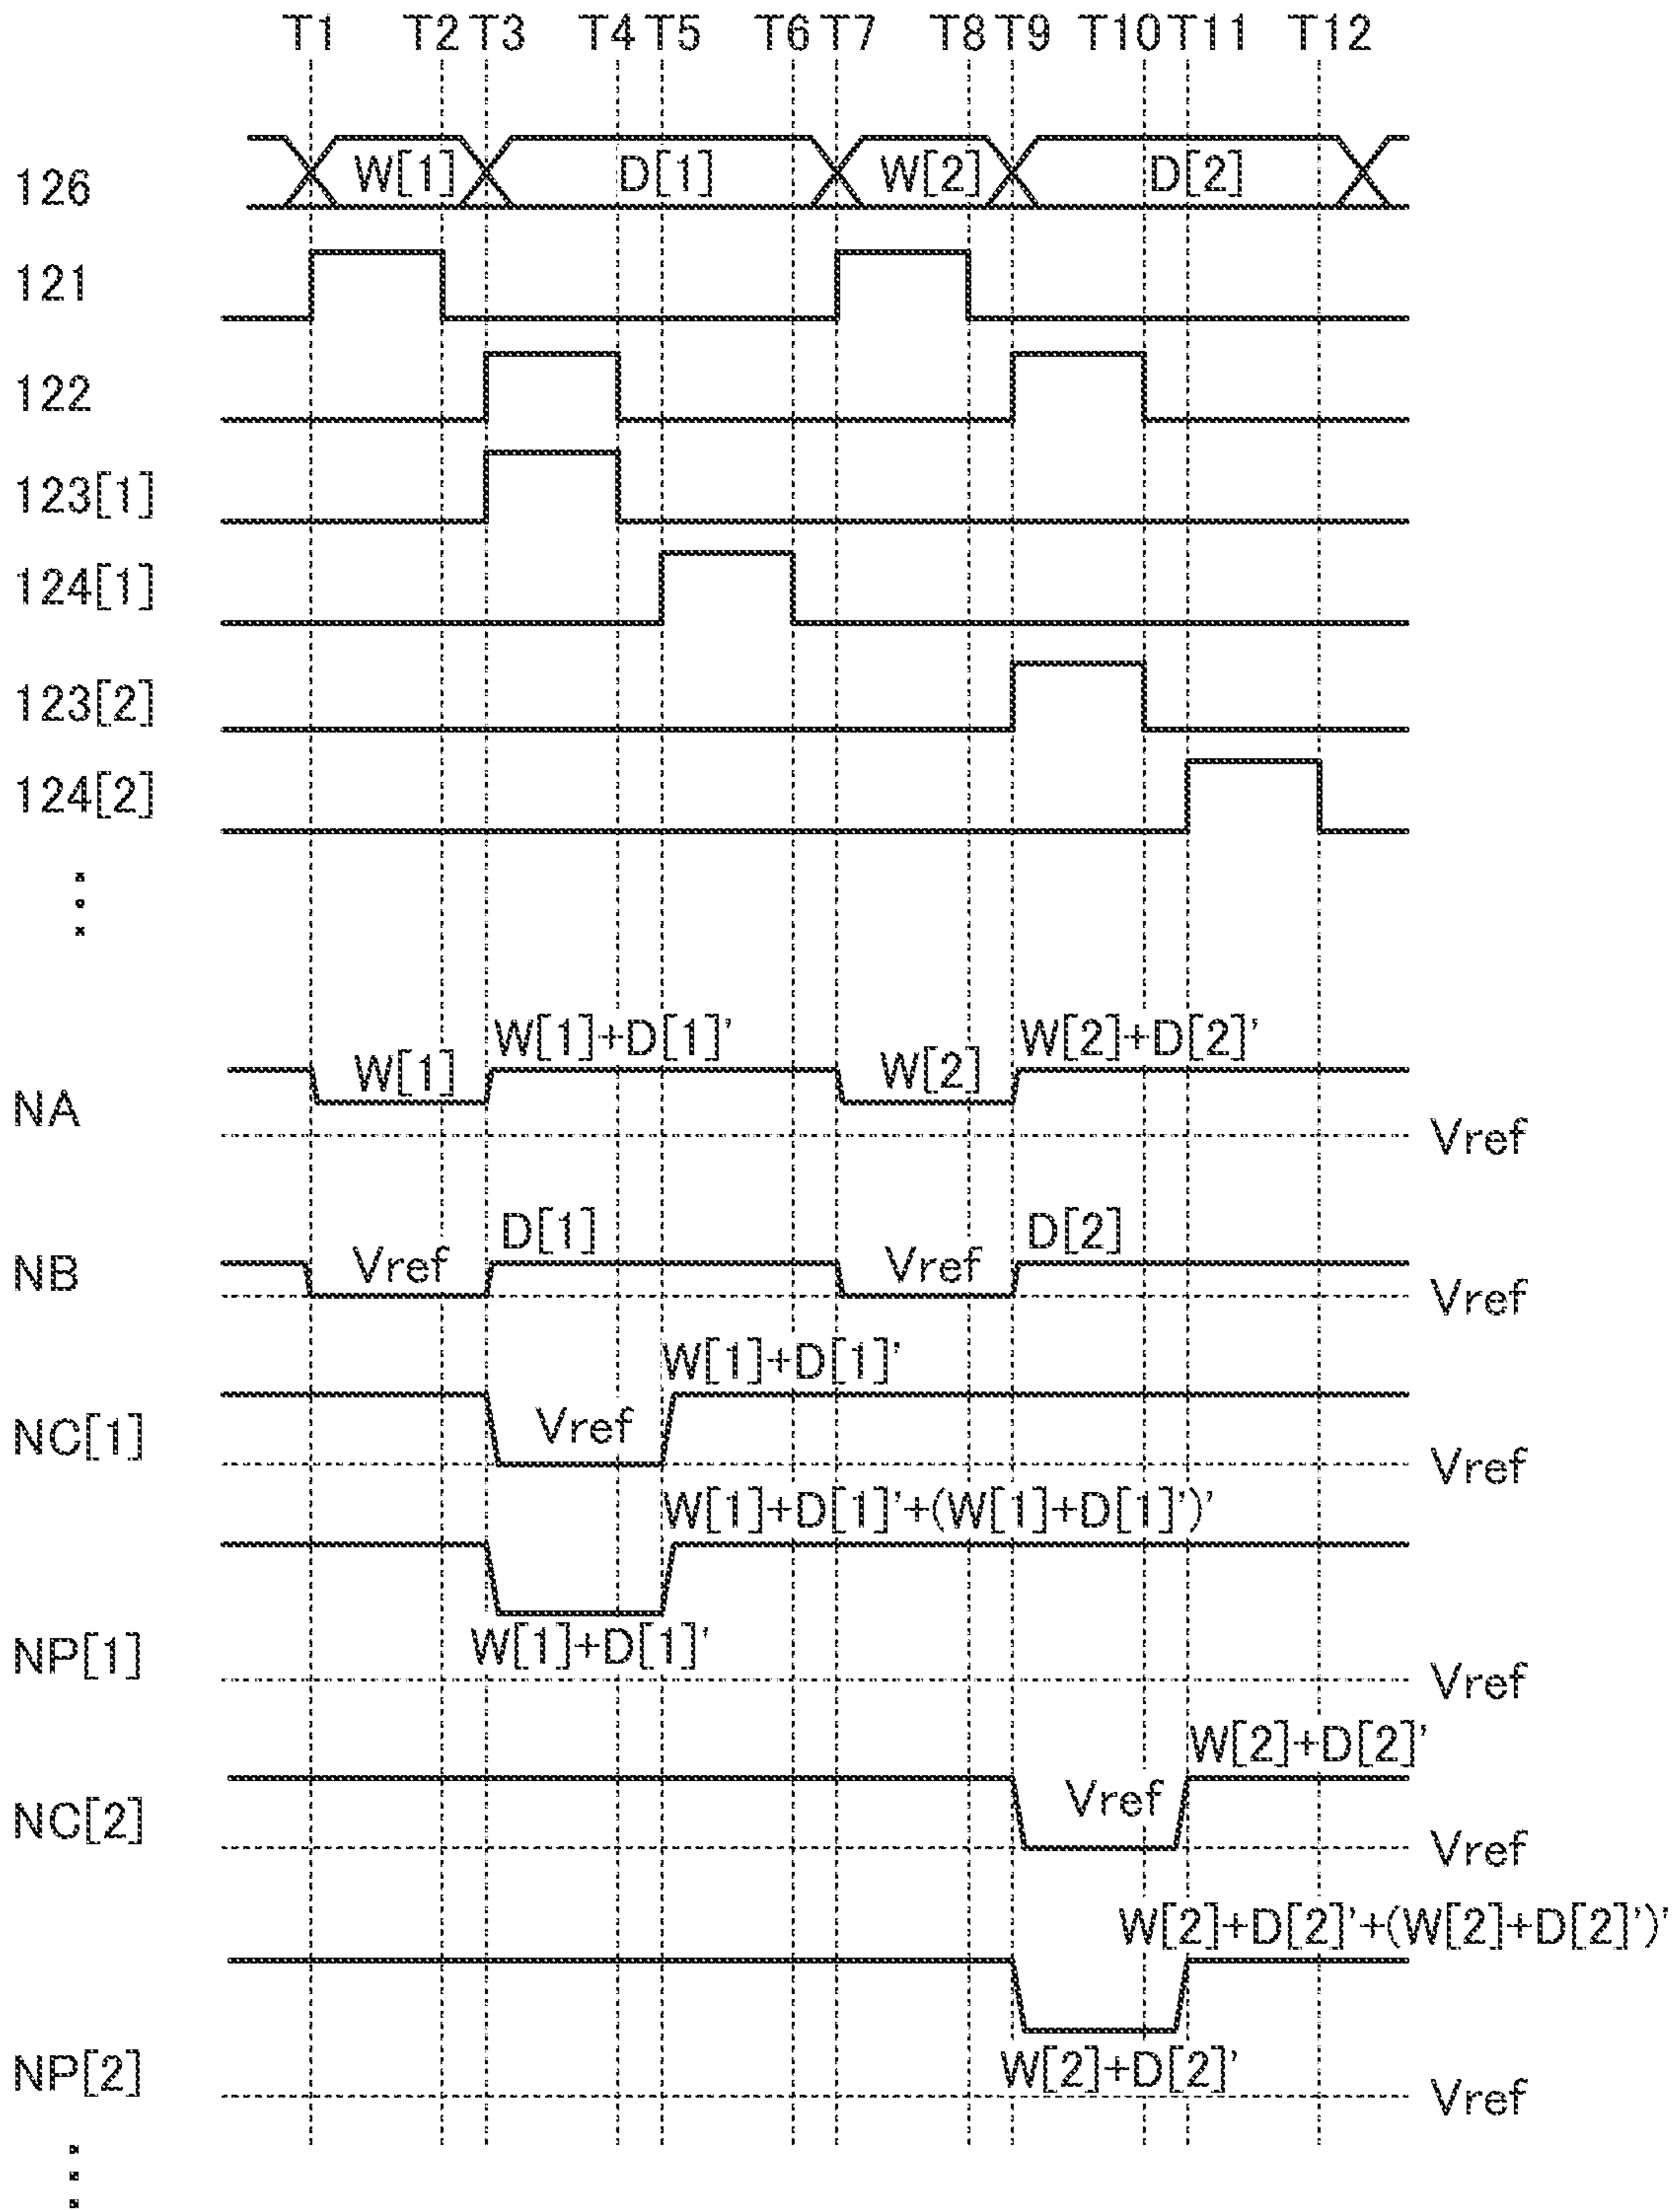 T1 T2 T3 T4 T5 T6 T7 T8 T9 T10 T11 T12
126 W[1] D[1] W[2] D[2]
121
122
123[1]
124[1]
123[2]
124[2]
W[1]+D[1]' W[2]+D[2]'
W[1] W[2]
NA Vref
D[1] D[2]
NB Vref Vref Vref
W[1]+D[1]'
NC[1] Vref Vref
W[1]+D[1]'+(W[1]+D[1]')'
W[1]+D[1]'
NP[1] Vref
W[2]+D[2]'
NC[2] Vref Vref
W[2]+D[2]'+(W[2]+D[2]')'
W[2]+D[2]'
NP[2] Vref